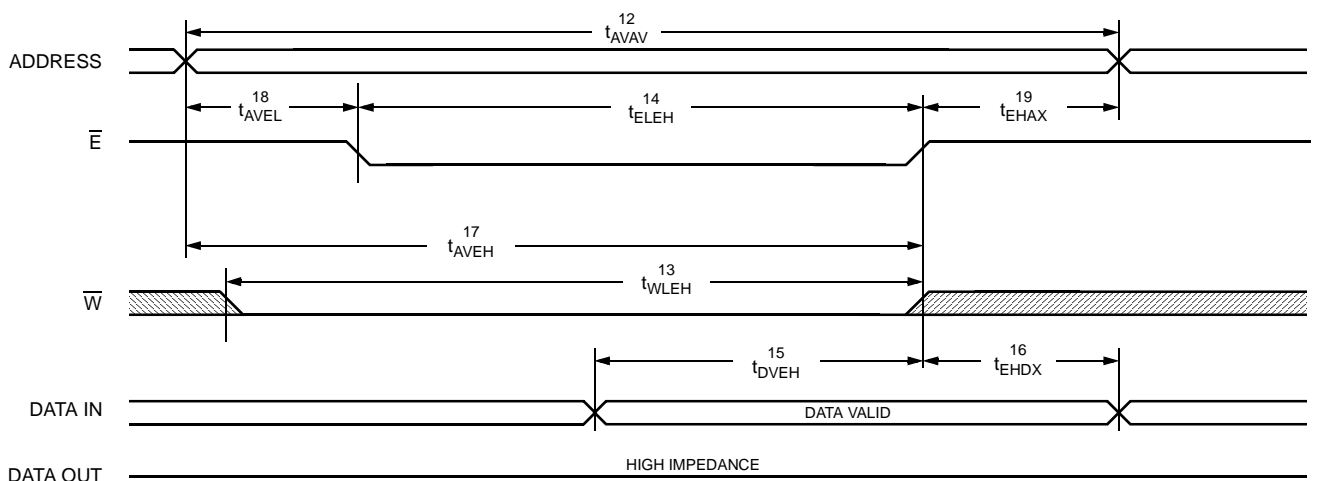 12
tAVAV
ADDRESS
18
tAVEL
14
tELEH
19
tEHAX
E
17
tAVEH
13
tWLEH
W
15
tDVEH
16
tEHDX
DATA IN
DATA VALID
HIGH IMPEDANCE
DATA OUT